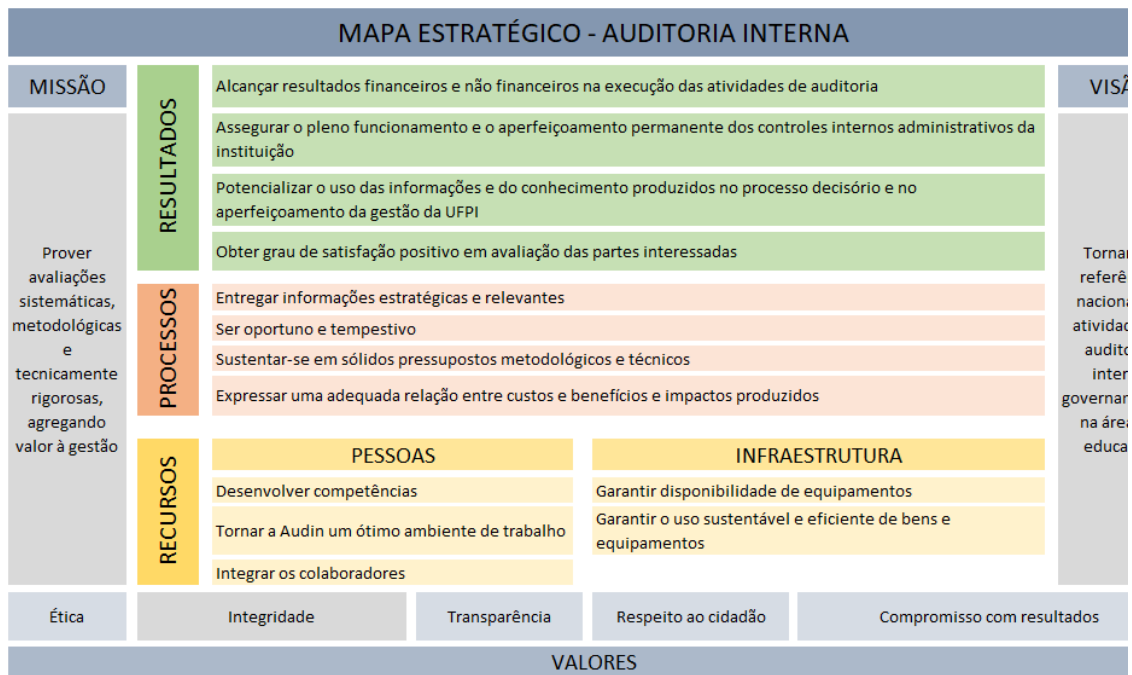 MAPA ESTRATÉGICO - AUDITORIA INTERNA
MISSÃO
Prover
avaliações
sistemáticas,
metodológicas
e
tecnicamente
rigorosas,
agregando
valor à gestão
RESULTADOS
Alcançar resultados financeiros e não financeiros na execução das atividades de auditoria
Assegurar o pleno funcionamento e o aperfeiçoamento permanente dos controles internos administrativos da
instituição
Potencializar o uso das informações e do conhecimento produzidos no processo decisório e no
aperfeiçoamento da gestão da UFPI
Obter grau de satisfação positivo em avaliação das partes interessadas
PROCESSOS
Entregar informações estratégicas e relevantes
Ser oportuno e tempestivo
Sustentar-se em sólidos pressupostos metodológicos e técnicos
Expressar uma adequada relação entre custos e benefícios e impactos produzidos
RECURSOS
PESSOAS
Desenvolver competências
Tornar a Audin um ótimo ambiente de trabalho
Integrar os colaboradores
INFRAESTRUTURA
Garantir disponibilidade de equipamentos
Garantir o uso sustentável e eficiente de bens e
equipamentos
na área
Ética
Integridade
Transparência
Respeito ao cidadão
Compromisso com resultados
VALORES